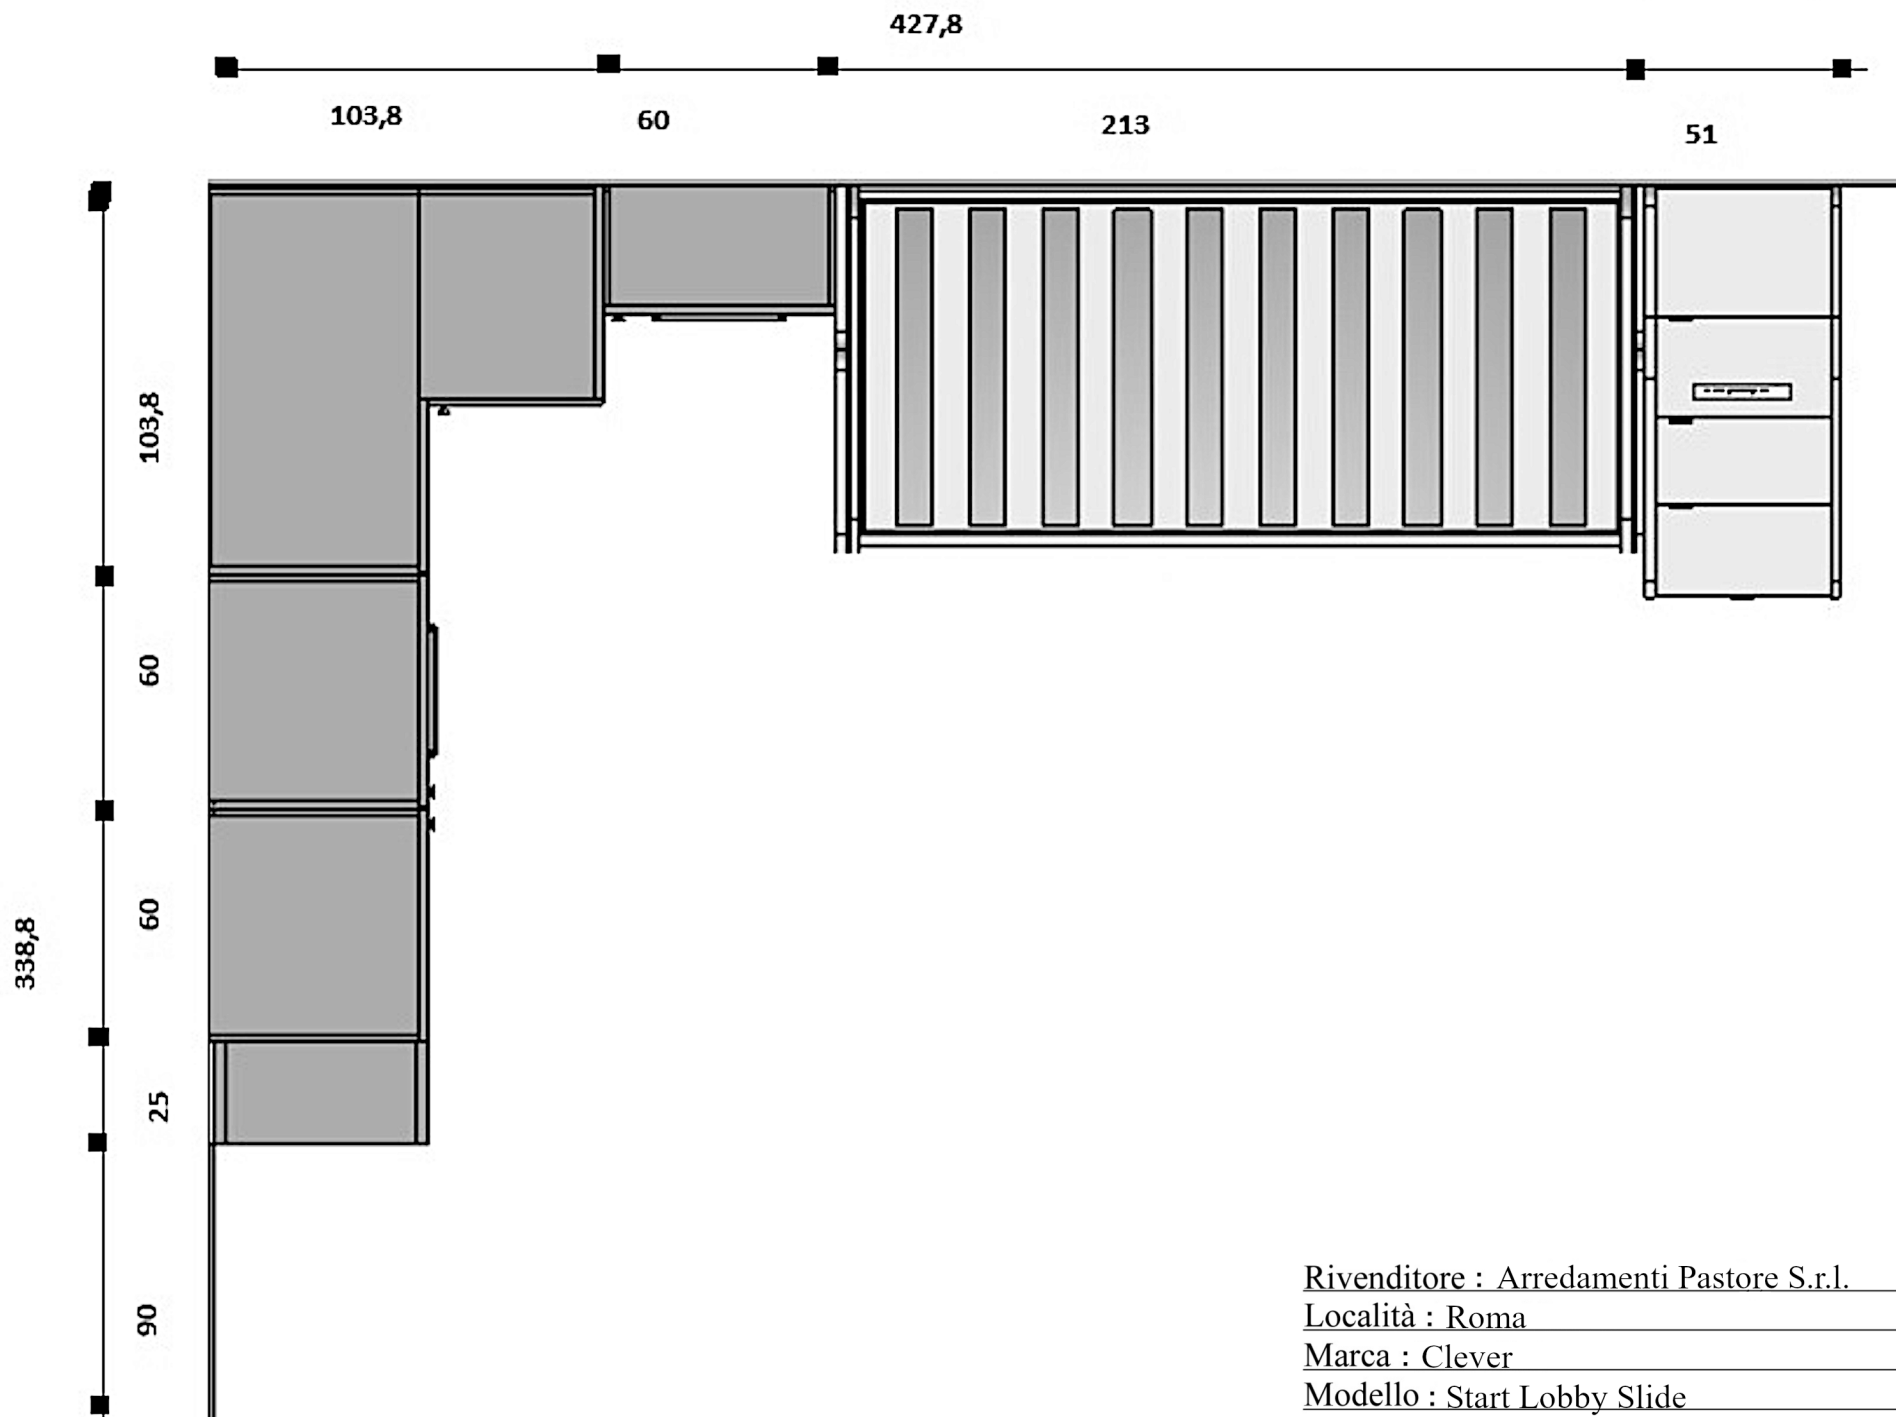 427,8
103,8
60
213
51
103,8
60
60
338,8
25
90
Rivenditore : Arredamenti Pastore S.r.l.
Località : Roma
Marca : Clever
Modello : Start Lobby Slide